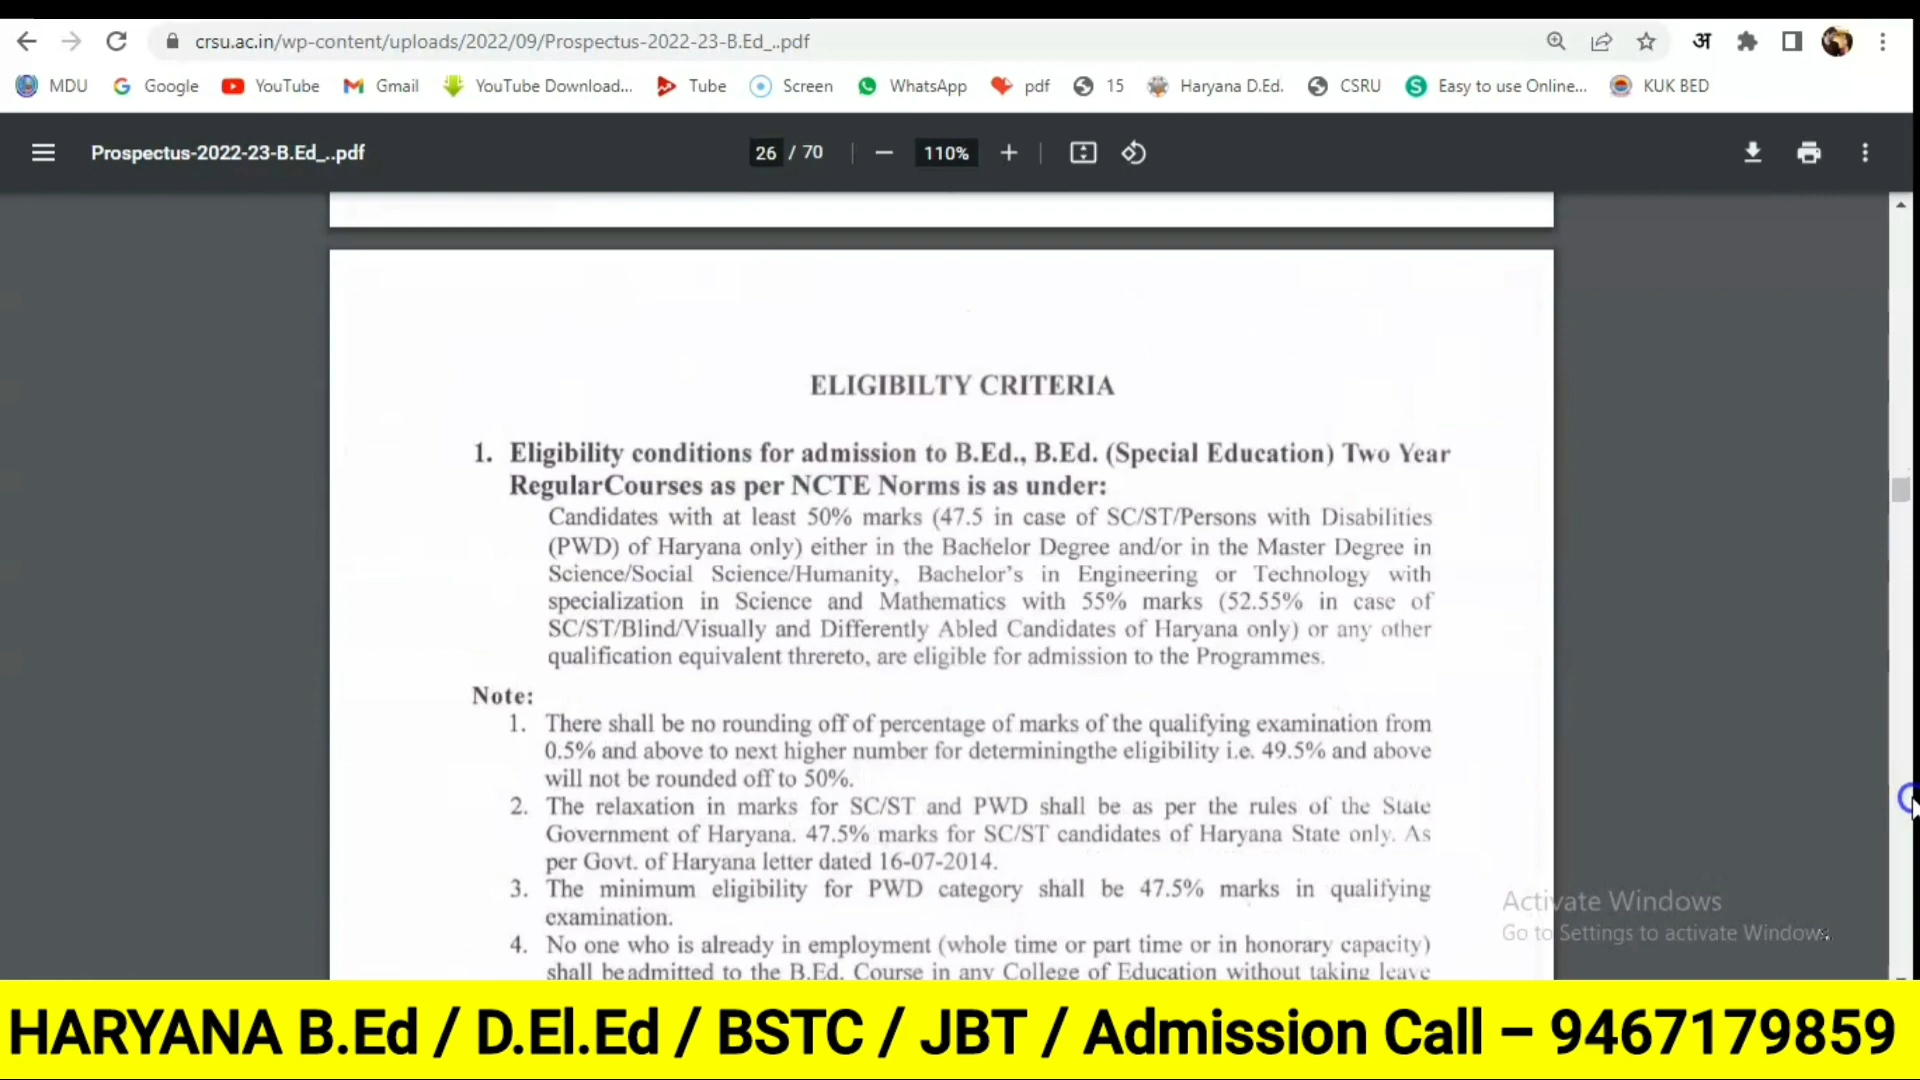 crsu.ac.in/wp-content/uploads/2022/09/Prospectus-2022-23-B.Ed_..pdf
अ
MDU Google YouTube Gmail YouTube Download... Tube Screen WhatsApp pdf 15 Haryana D.Ed. CSRU Easy to use Online... KUK BED
Prospectus-2022-23-B.Ed_..pdf 26 / 70 110%
ELIGIBILTY CRITERIA
1. Eligibility conditions for admission to B.Ed., B.Ed. (Special Education) Two Year
RegularCourses as per NCTE Norms is as under:
Candidates with at least 50% marks (47.5 in case of SC/ST/Persons with Disabilities
(PWD) of Haryana only) either in the Bachelor Degree and/or in the Master Degree in
Science/Social Science/Humanity, Bachelor's in Engineering or Technology with
specialization in Science and Mathematics with 55% marks (52.55% in case of
SC/ST/Blind/Visually and Differently Abled Candidates of Haryana only) or any other
qualification equivalent threreto, are eligible for admission to the Programmes.
Note:
1. There shall be no rounding off of percentage of marks of the qualifying examination from
0.5% and above to next higher number for determiningthe eligibility i.e. 49.5% and above
will not be rounded off to 50%.
2. The relaxation in marks for SC/ST and PWD shall be as per the rules of the State
Government of Haryana. 47.5% marks for SC/ST candidates of Haryana State only. As
per Govt. of Haryana letter dated 16-07-2014.
3. The minimum eligibility for PWD category shall be 47.5% marks in qualifying
examination.
4. No one who is already in employment (whole time or part time or in honorary capacity)
shall beadmitted to the B.Ed. Course in any College of Education without taking leave
Activate Windows
Go to Settings to activate Windows.
HARYANA B.Ed / D.El.Ed / BSTC / JBT / Admission Call – 9467179859